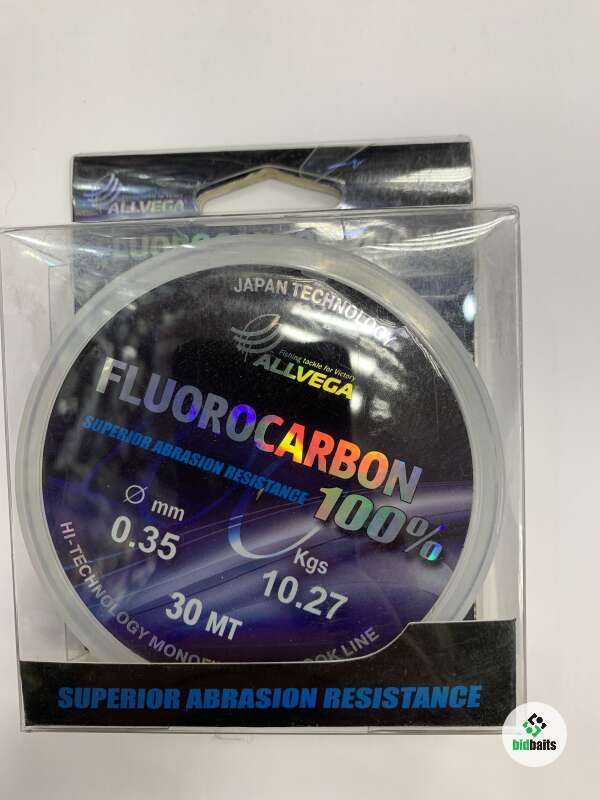 ALLVEGA
JAPAN TECHNOLOGY
Fishing tackle for Victory
ALLVEGA
FLUOROCARBON
100%
SUPERIOR ABRASION RESISTANCE
Ø mm
0.35
Kgs
10.27
30 MT
HI-TECHNOLOGY
LINE
SUPERIOR ABRASION RESISTANCE
bidbaits